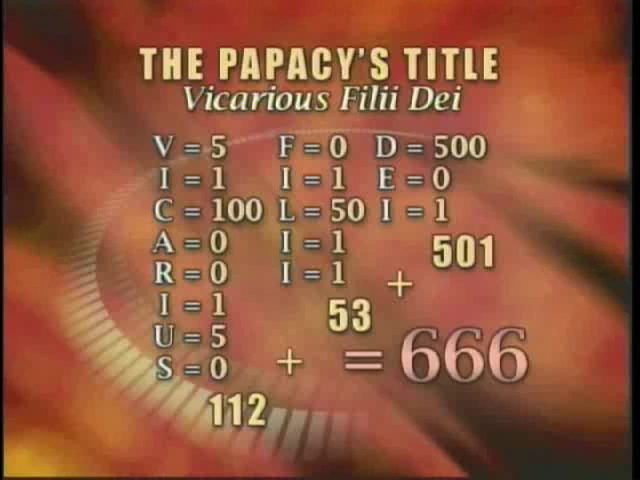 THE PAPACY'S TITLE
Vicarious Filii Dei
V = 5 F = 0 D = 500
I = 1 I = 1 E = 0
C = 100 L = 50 I = 1
A = 0 I = 1 501
R = 0 I = 1 +
I = 1 53
U = 5
S = 0 + = 666
112